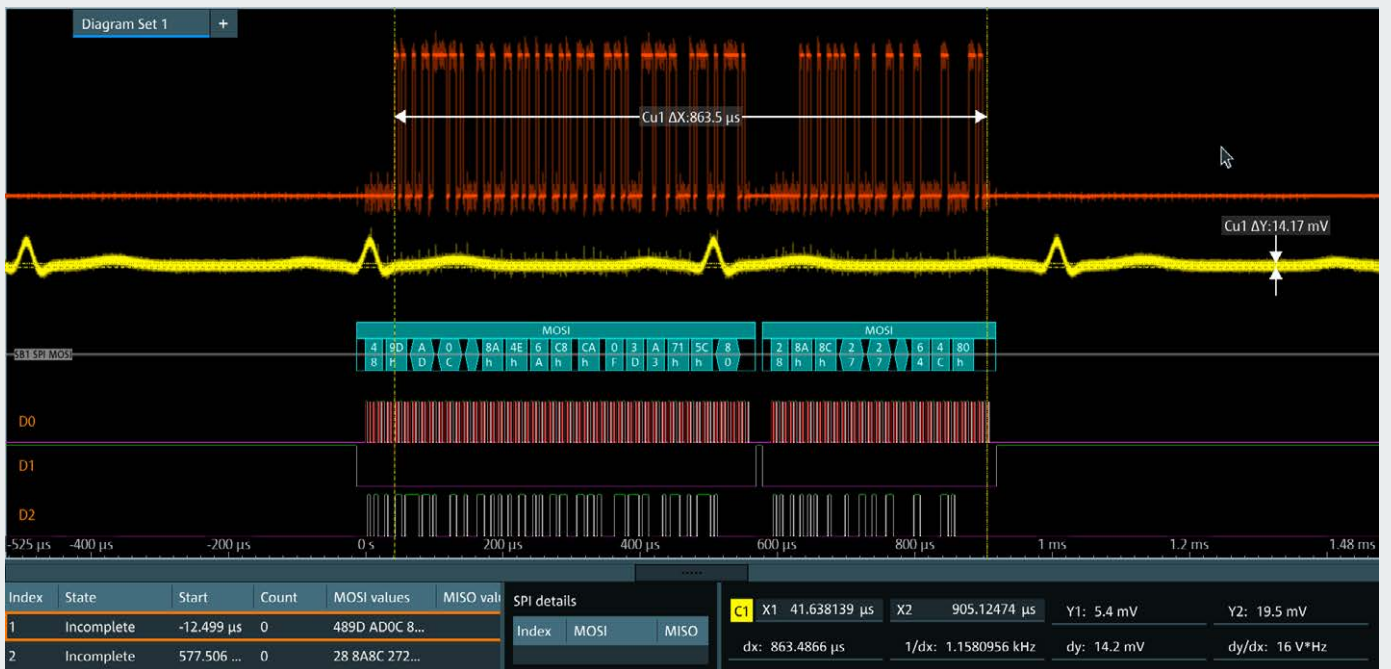 Diagram Set 1 +
Cu1 ΔX:863.5 µs
Cu1 ΔY:14.17 mV
MOSI MOSI
SB1 SPI MOSI
4 9D A 0 8A 4E 6 C8 CA 0 3 A 71 5C 8 2 8A 8C 2 2 6 4 80
8 h D C h h A h h F D 3 h h 0 8 h h 7 7 4 C h
D0
D1
D2
-525 µs -400 µs -200 µs 0 s 200 µs 400 µs 600 µs 800 µs 1 ms 1.2 ms 1.48 ms
Index State Start Count MOSI values MISO valu
1 Incomplete -12.499 µs 0 489D AD0C 8...
2 Incomplete 577.506 ... 0 28 8A8C 272...
SPI details
Index MOSI MISO
C1 X1 41.638139 µs X2 905.12474 µs Y1: 5.4 mV Y2: 19.5 mV
dx: 863.4866 µs 1/dx: 1.1580956 kHz dy: 14.2 mV dy/dx: 16 V*Hz